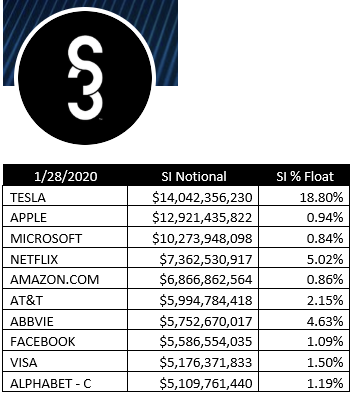 S3
1/28/2020 SI Notional SI % Float
TESLA $14,042,356,230 18.80%
APPLE $12,921,435,822 0.94%
MICROSOFT $10,273,948,098 0.84%
NETFLIX $7,362,530,917 5.02%
AMAZON.COM $6,866,862,564 0.86%
AT&T $5,994,784,418 2.15%
ABBVIE $5,752,670,017 4.63%
FACEBOOK $5,586,554,035 1.09%
VISA $5,176,371,833 1.50%
ALPHABET - C $5,109,761,440 1.19%